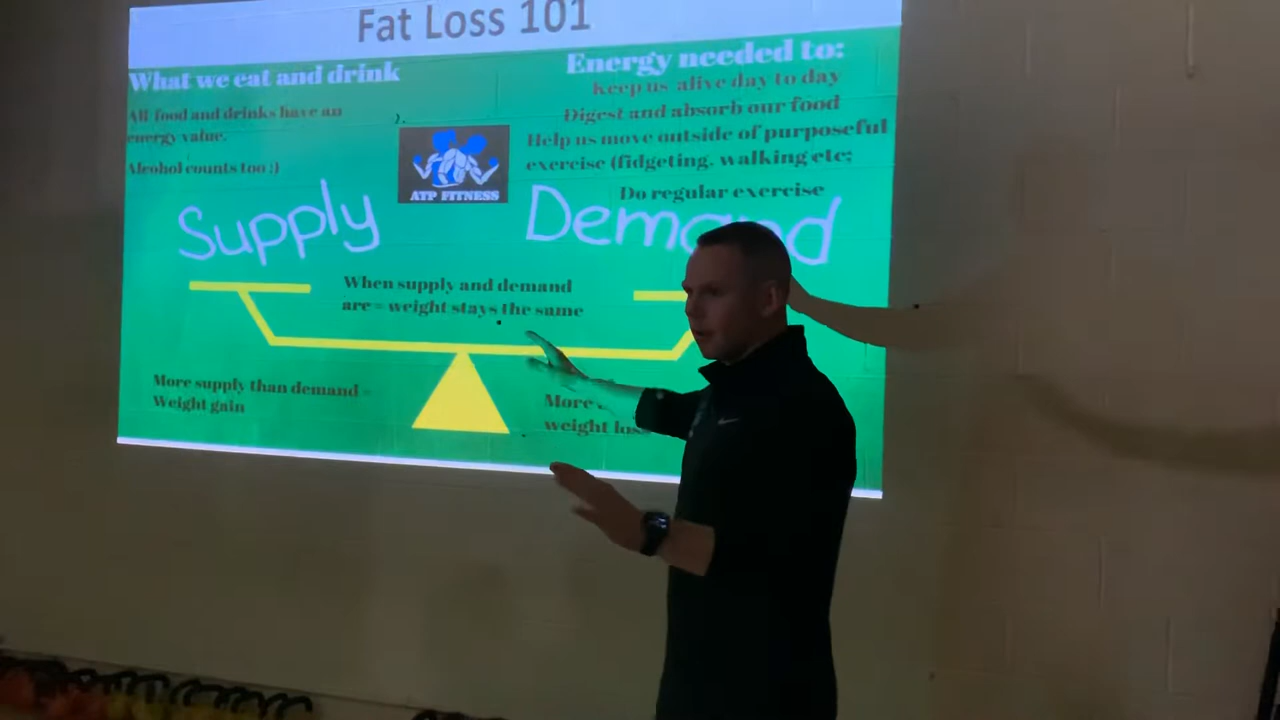 Fat Loss 101
What we eat and drink
All food and drinks have an
energy value.
Alcohol counts too :)
Energy needed to:
Keep us alive day to day
Digest and absorb our food
Help us move outside of purposeful
exercise (fidgeting, walking etc;
Do regular exercise
).
ATP FITNESS
Supply
Demand
When supply and demand
are = weight stays the same
More supply than demand =
Weight gain
More
weight loss